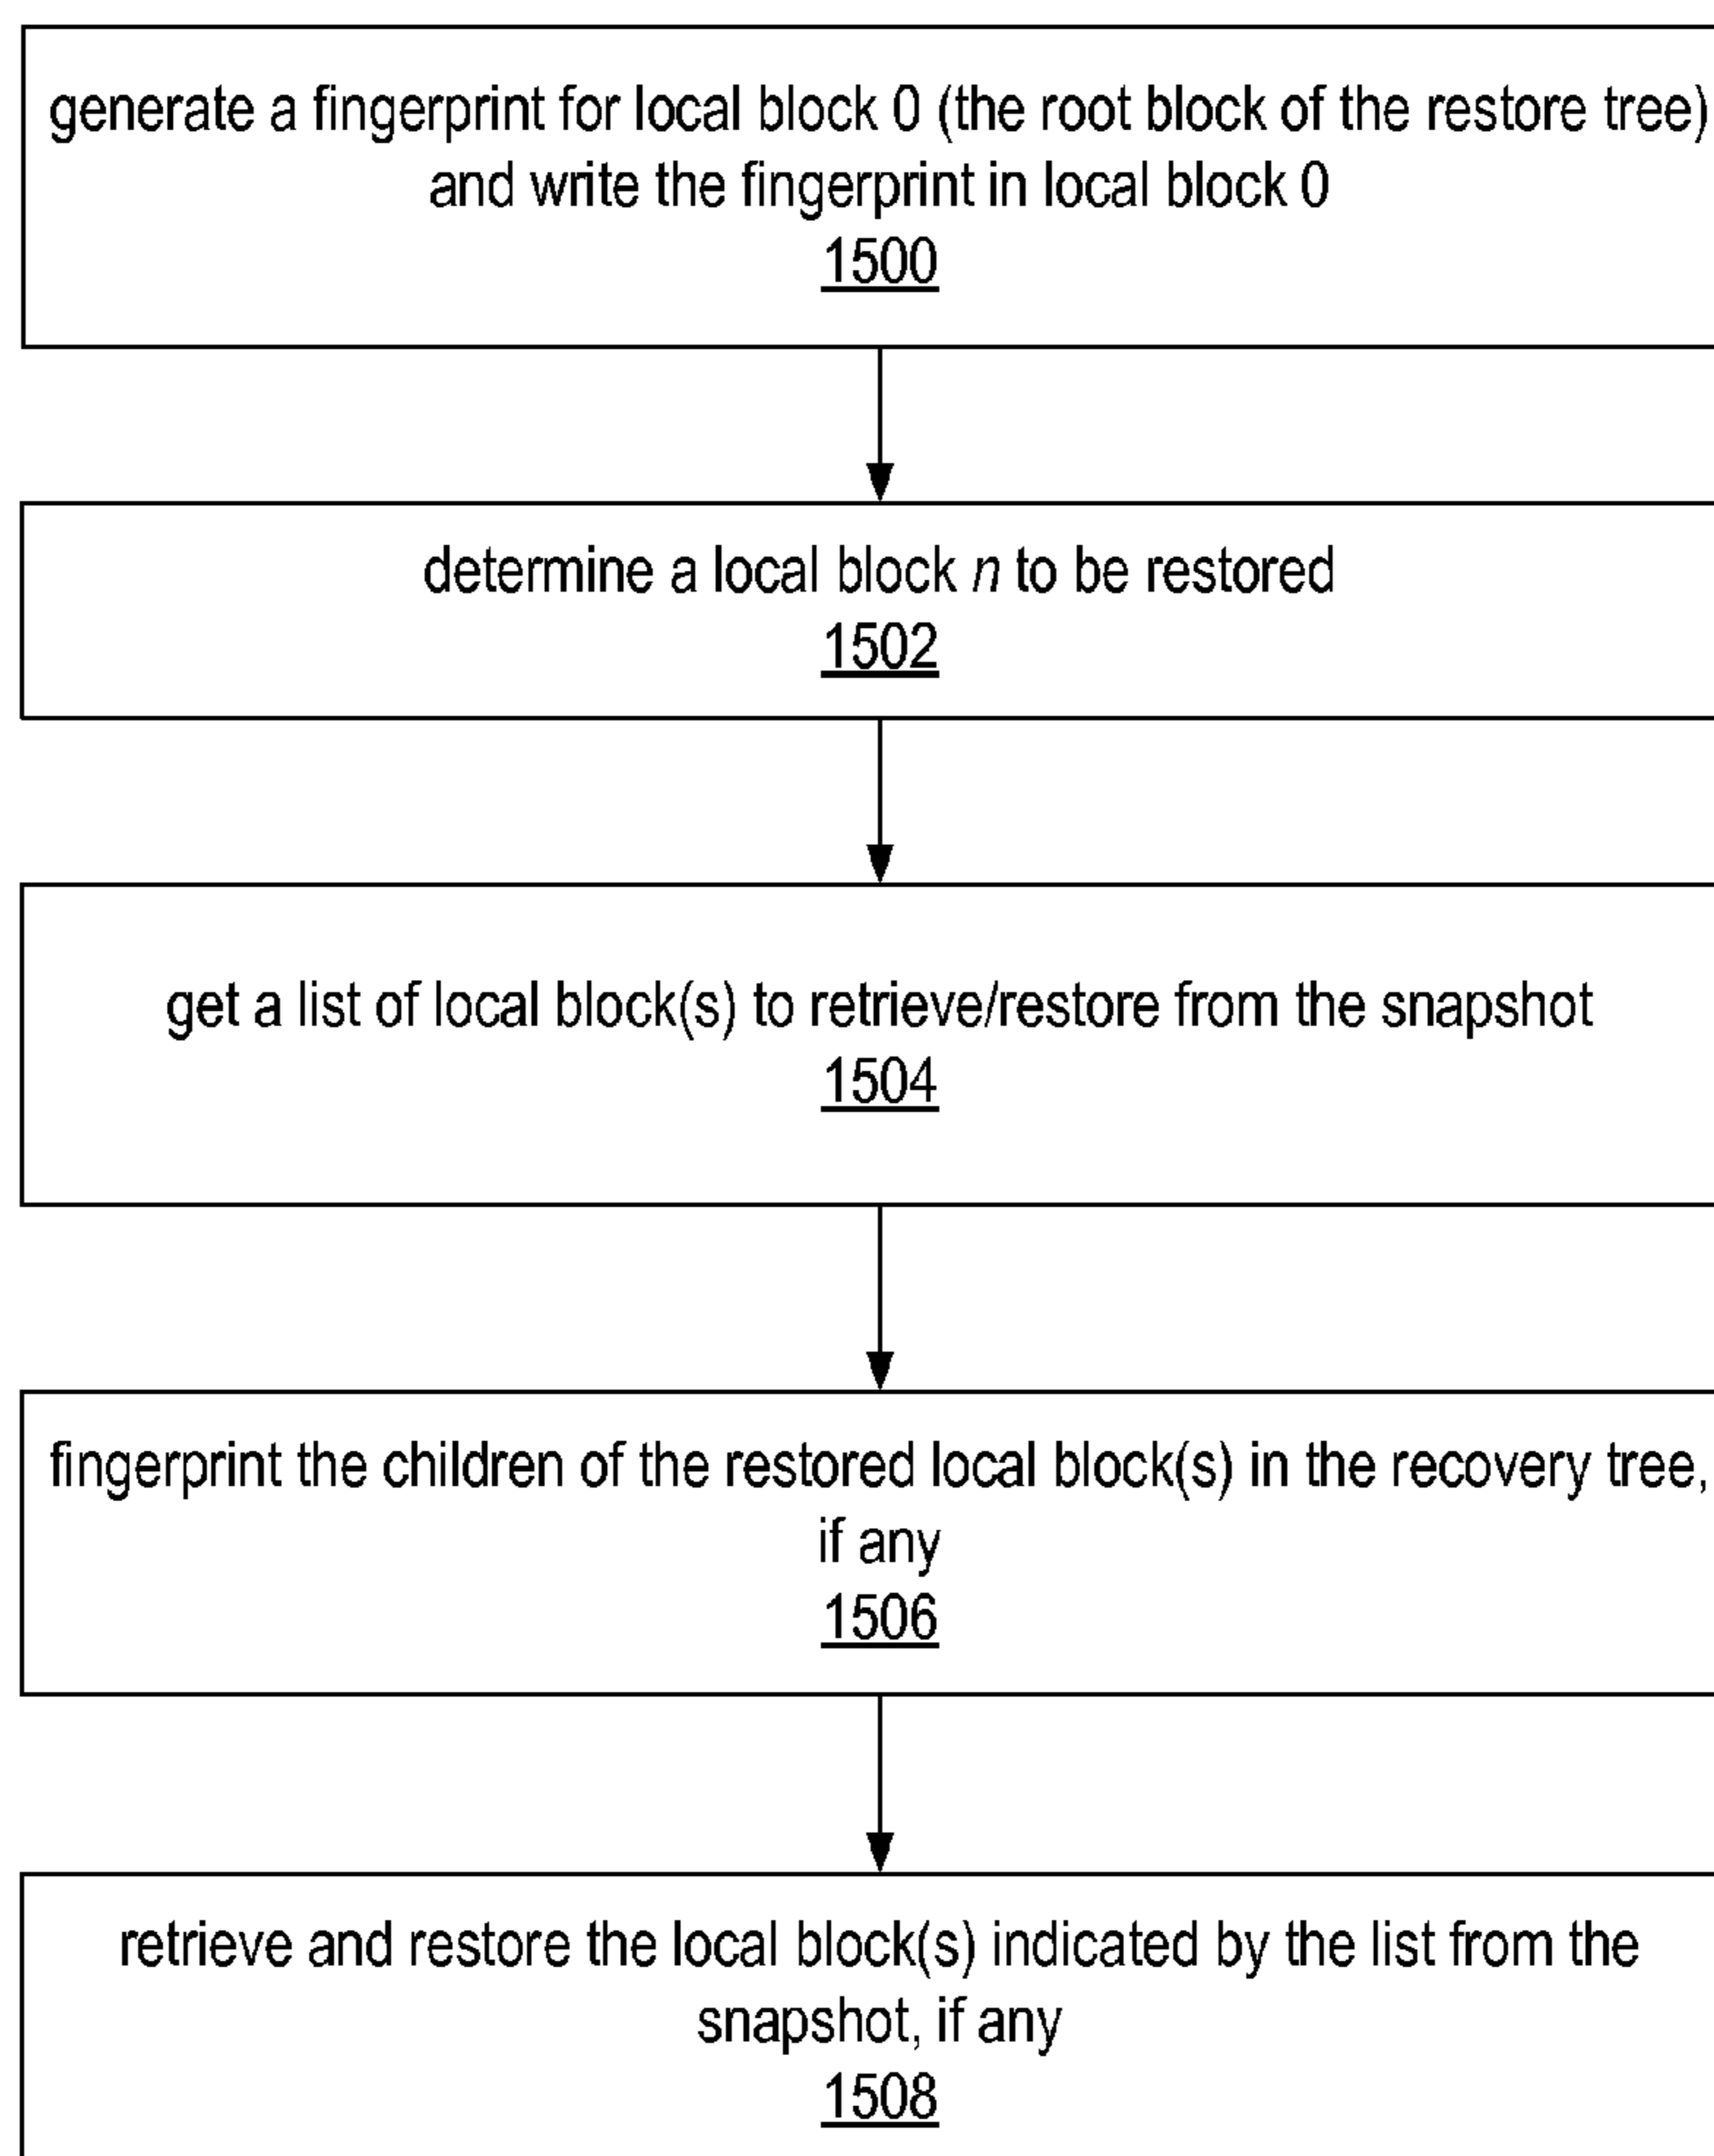 generate a fingerprint for local block 0 (the root block of the restore tree)
and write the fingerprint in local block 0
1500
determine a local block n to be restored
1502
get a list of local block(s) to retrieve/restore from the snapshot
1504
fingerprint the children of the restored local block(s) in the recovery tree,
if any
1506
retrieve and restore the local block(s) indicated by the list from the
snapshot, if any
1508